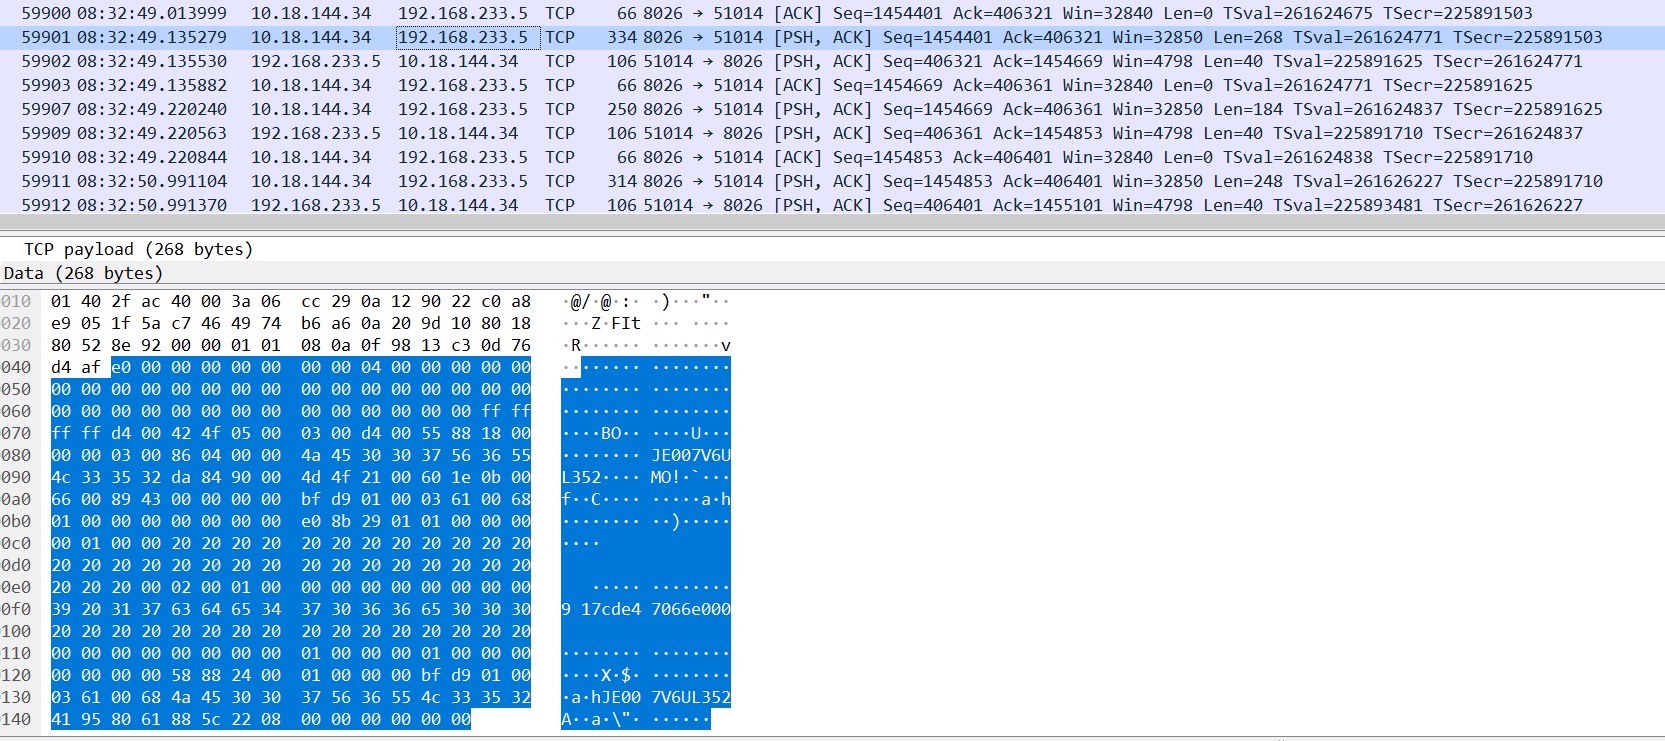 59900 08:32:49.013999 10.18.144.34 192.168.233.5 TCP 66 8026 → 51014 [ACK] Seq=1454401 Ack=406321 Win=32840 Len=0 TSval=261624675 TSecr=225891503
59901 08:32:49.135279 10.18.144.34 192.168.233.5 TCP 334 8026 → 51014 [PSH, ACK] Seq=1454401 Ack=406321 Win=32850 Len=268 TSval=261624771 TSecr=225891503
59902 08:32:49.135530 192.168.233.5 10.18.144.34 TCP 106 51014 → 8026 [PSH, ACK] Seq=406321 Ack=1454669 Win=4798 Len=40 TSval=225891625 TSecr=261624771
59903 08:32:49.135882 10.18.144.34 192.168.233.5 TCP 66 8026 → 51014 [ACK] Seq=1454669 Ack=406361 Win=32840 Len=0 TSval=261624771 TSecr=225891625
59907 08:32:49.220240 10.18.144.34 192.168.233.5 TCP 250 8026 → 51014 [PSH, ACK] Seq=1454669 Ack=406361 Win=32850 Len=184 TSval=261624837 TSecr=225891625
59909 08:32:49.220563 192.168.233.5 10.18.144.34 TCP 106 51014 → 8026 [PSH, ACK] Seq=406361 Ack=1454853 Win=4798 Len=40 TSval=225891710 TSecr=261624837
59910 08:32:49.220844 10.18.144.34 192.168.233.5 TCP 66 8026 → 51014 [ACK] Seq=1454853 Ack=406401 Win=32840 Len=0 TSval=261624838 TSecr=225891710
59911 08:32:50.991104 10.18.144.34 192.168.233.5 TCP 314 8026 → 51014 [PSH, ACK] Seq=1454853 Ack=406401 Win=32850 Len=248 TSval=261626227 TSecr=225891710
59912 08:32:50.991370 192.168.233.5 10.18.144.34 TCP 106 51014 → 8026 [PSH, ACK] Seq=406401 Ack=1455101 Win=4798 Len=40 TSval=225893481 TSecr=261626227
TCP payload (268 bytes)
Data (268 bytes)
010 01 40 2f ac 40 00 3a 06 cc 29 0a 12 90 22 c0 a8 ·@/·@·:· ·)···"··
020 e9 05 1f 5a c7 46 49 74 b6 a6 0a 20 9d 10 80 18 ···Z·FIt ··· ····
030 80 52 8e 92 00 00 01 01 08 0a 0f 98 13 c3 0d 76 ·R······ ·······v
040 d4 af e0 00 00 00 00 00 00 00 04 00 00 00 00 00 ········ ········
050 00 00 00 00 00 00 00 00 00 00 00 00 00 00 00 00 ········ ········
060 00 00 00 00 00 00 00 00 00 00 00 00 00 00 ff ff ········ ········
070 ff ff d4 00 42 4f 05 00 03 00 d4 00 55 88 18 00 ····BO·· ····U···
080 00 00 03 00 86 04 00 00 4a 45 30 30 37 56 36 55 ········ JE007V6U
090 4c 33 35 32 da 84 90 00 4d 4f 21 00 60 1e 0b 00 L352···· MO!·`···
0a0 66 00 89 43 00 00 00 00 bf d9 01 00 03 61 00 68 f··C···· ·····a·h
0b0 01 00 00 00 00 00 00 00 e0 8b 29 01 01 00 00 00 ········ ··)·····
0c0 00 01 00 00 20 20 20 20 20 20 20 20 20 20 20 20 ····
0d0 20 20 20 20 20 20 20 20 20 20 20 20 20 20 20 20
0e0 20 20 20 00 02 00 01 00 00 00 00 00 00 00 00 00 ····· ········
0f0 39 20 31 37 63 64 65 34 37 30 36 36 65 30 30 30 9 17cde4 7066e000
100 20 20 20 20 20 20 20 20 20 20 20 20 20 20 20 20
110 00 00 00 00 00 00 00 00 01 00 00 00 01 00 00 00 ········ ········
120 00 00 00 00 58 88 24 00 01 00 00 00 bf d9 01 00 ····X·$· ········
130 03 61 00 68 4a 45 30 30 37 56 36 55 4c 33 35 32 ·a·hJE00 7V6UL352
140 41 95 80 61 88 5c 22 08 00 00 00 00 00 00 A··a·\"· ······